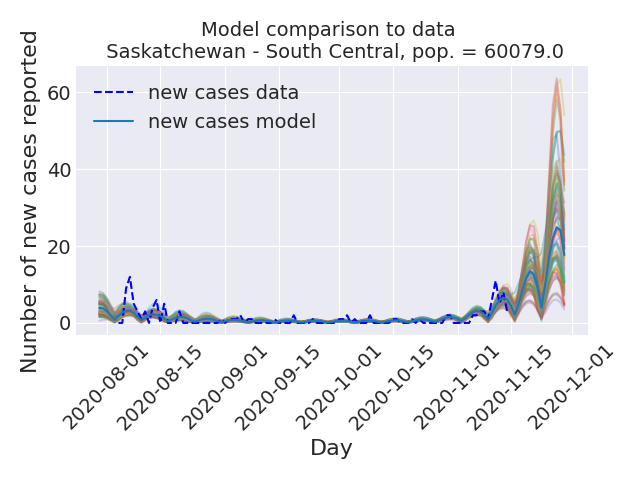 Model comparison to data
Saskatchewan - South Central, pop. = 60079.0
Number of new cases reported
60
40
20
0
new cases data
new cases model
2020-08-01
2020-08-15
2020-09-01
2020-09-15
2020-10-01
2020-10-15
2020-11-01
2020-11-15
2020-12-01
Day